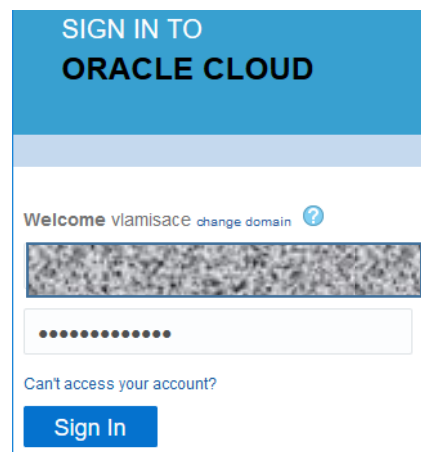 SIGN IN TO
ORACLE CLOUD
Welcome vlamisace change domain ?
•••••••••••••
Can't access your account?
Sign In